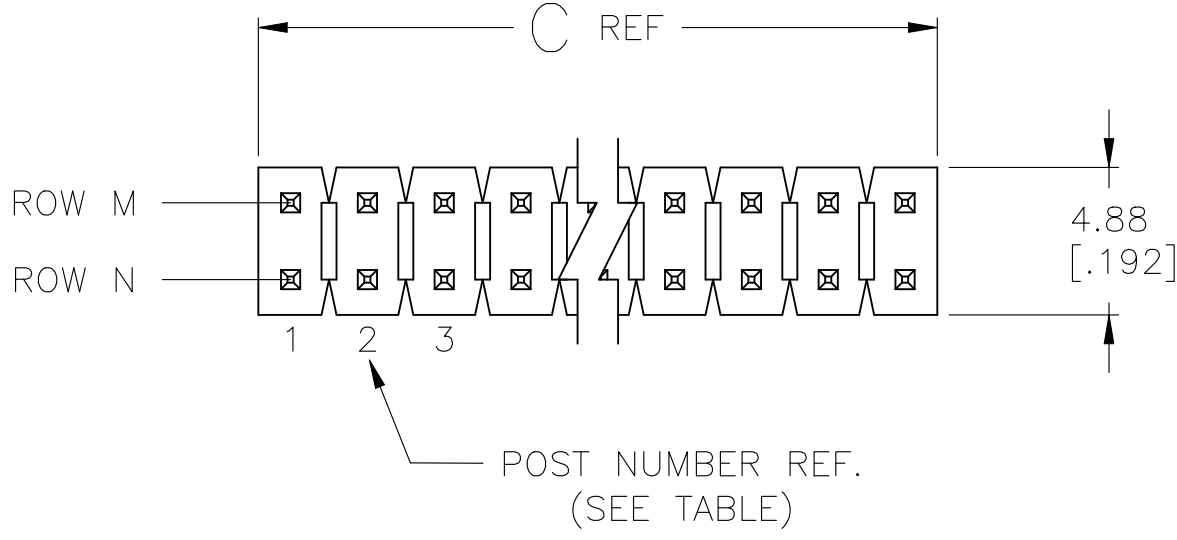 C REF
ROW M
ROW N
4.88
[.192]
1 2 3
POST NUMBER REF.
(SEE TABLE)